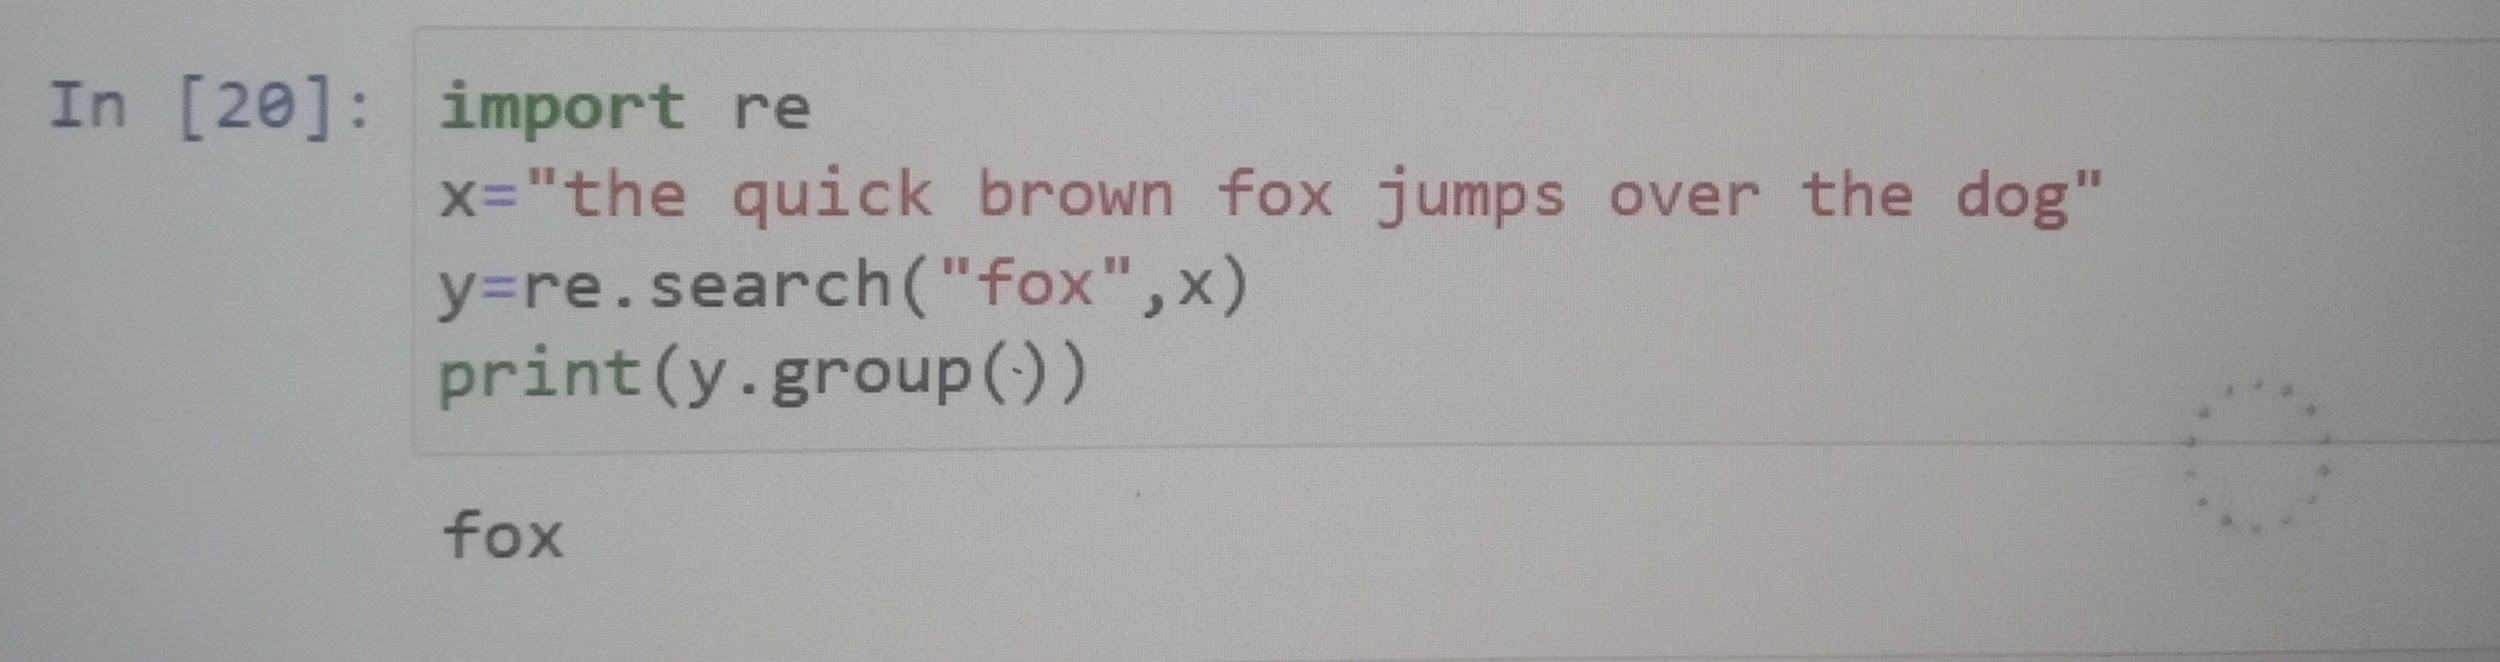 In [20]: import re
x="the quick brown fox jumps over the dog"
y=re.search("fox",x)
print(y.group())
fox